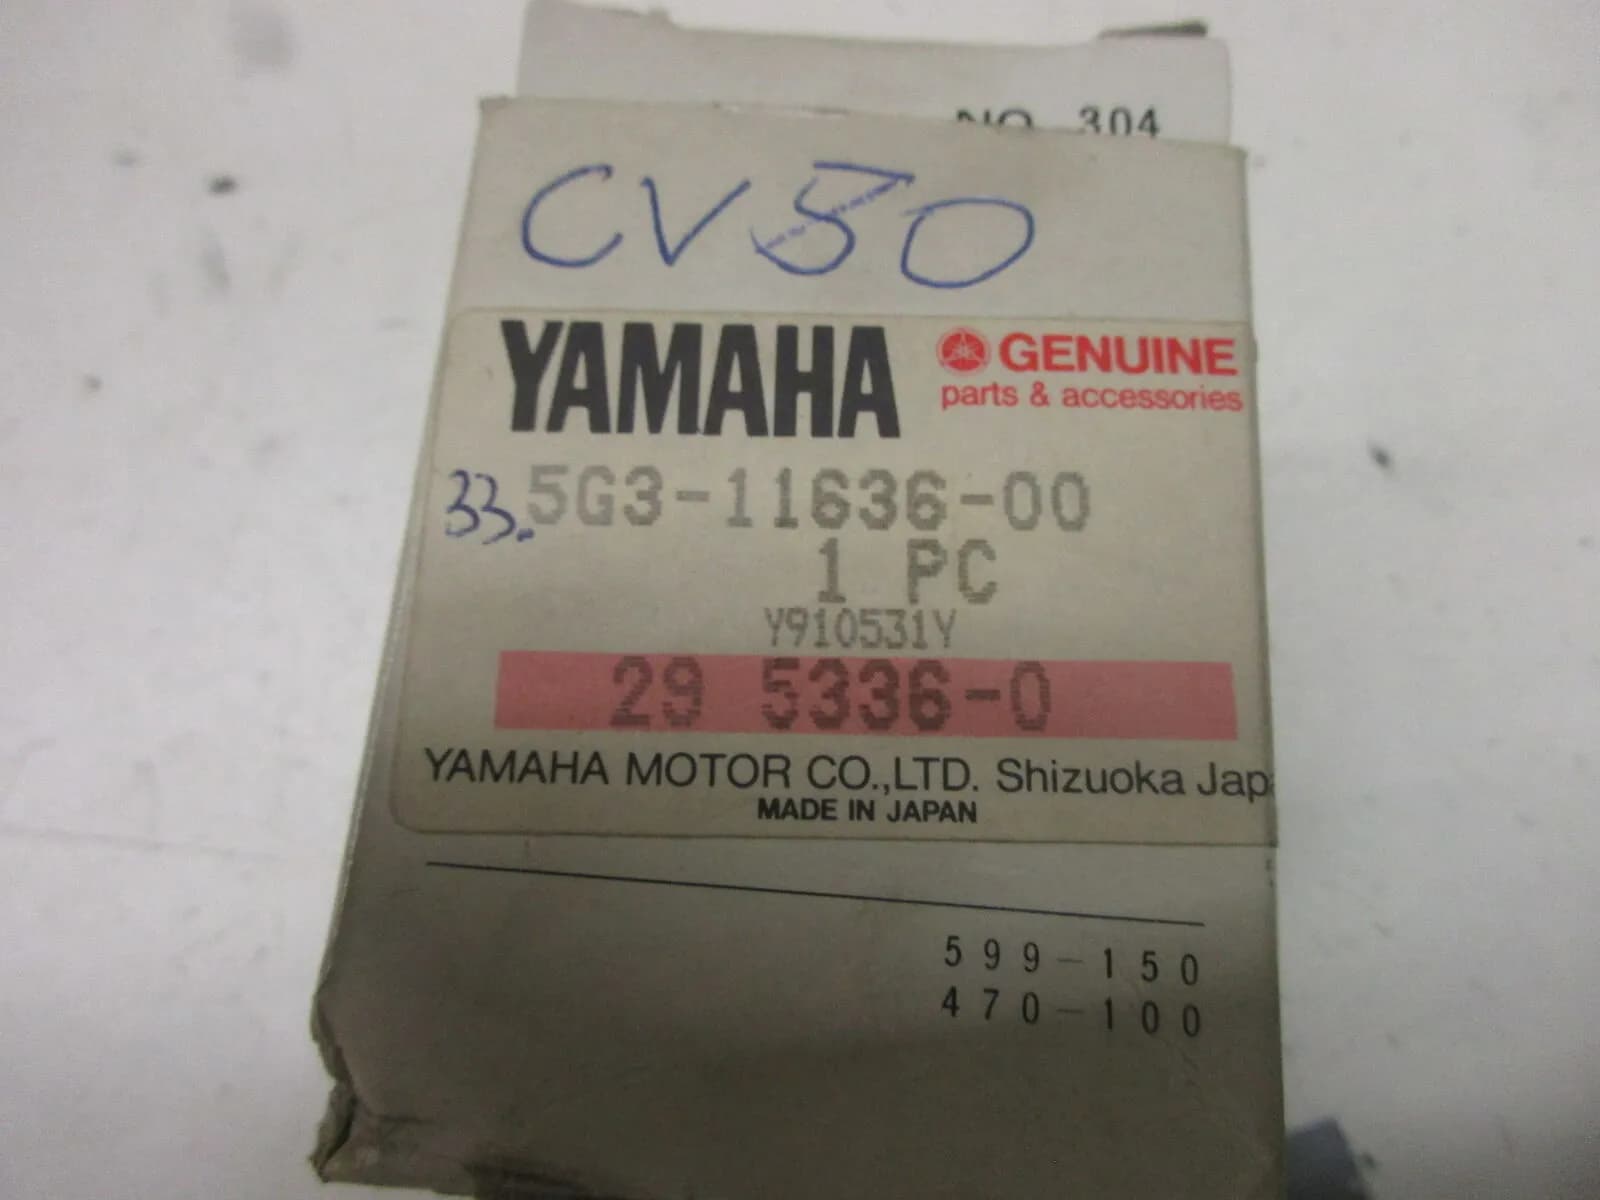 NO. 304
CV50
YAMAHA
GENUINE
parts & accessories
33. 5G3-11636-00
1 PC
Y910531Y
29 5336-0
YAMAHA MOTOR CO.,LTD. Shizuoka Jap
MADE IN JAPAN
599-150
470-100